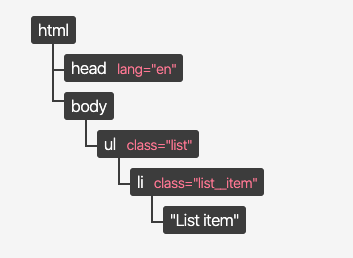 html
head lang="en"
body
ul class="list"
li class="list__item"
"List item"